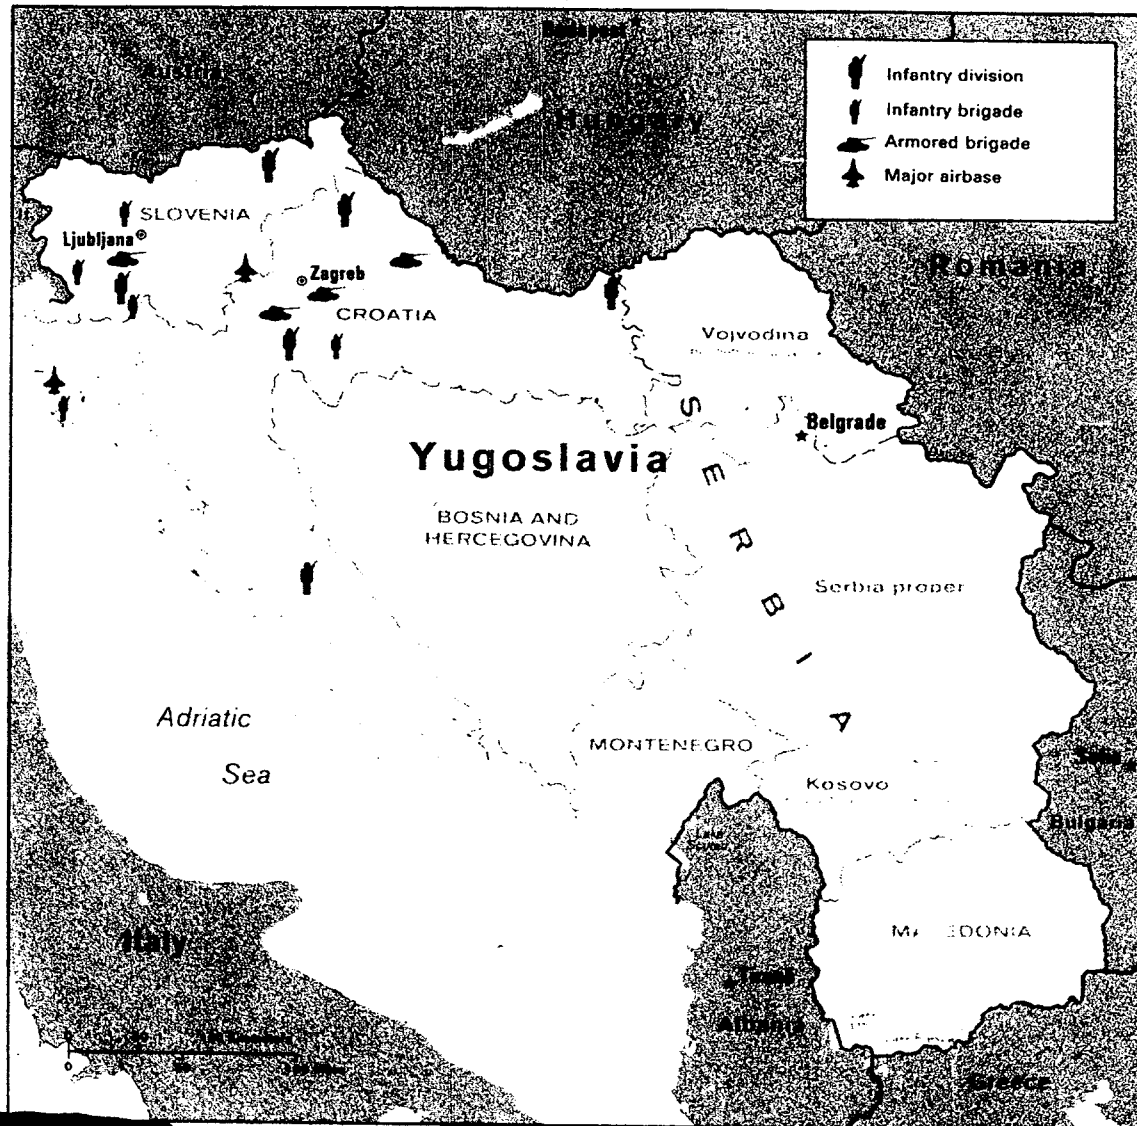 Budapest
Austria
Hungary
Infantry division
Infantry brigade
Armored brigade
Major airbase
SLOVENIA
Ljubljana
Zagreb
CROATIA
Romania
Vojvodina
Belgrade
Yugoslavia
SERBIA
BOSNIA AND
HERCEGOVINA
Serbia proper
Adriatic
Sea
MONTENEGRO
Kosovo
Bulgaria
Italy
Albania
Greece